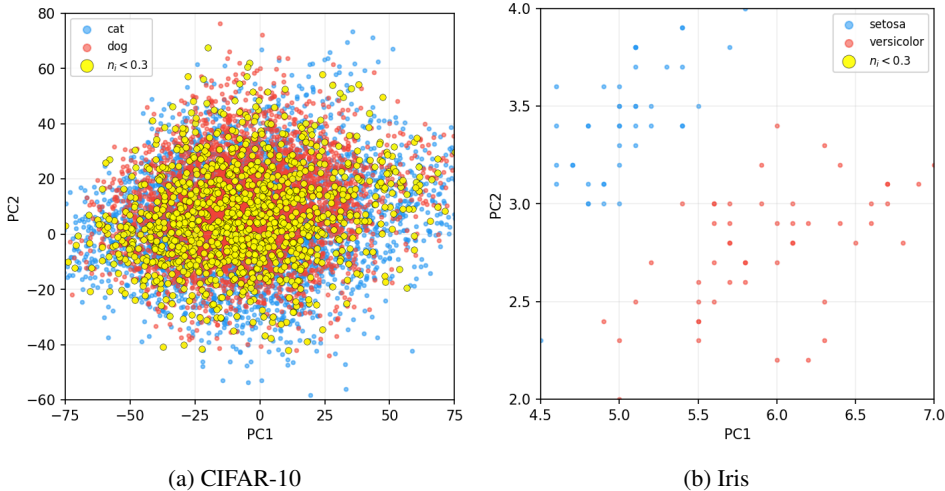 cat
dog
n_i < 0.3
80
60
40
20
0
−20
−40
−60
PC2
−75
−50
−25
0
25
50
75
PC1
(a) CIFAR-10
setosa
versicolor
n_i < 0.3
4.0
3.5
3.0
2.5
2.0
PC2
4.5
5.0
5.5
6.0
6.5
7.0
PC1
(b) Iris